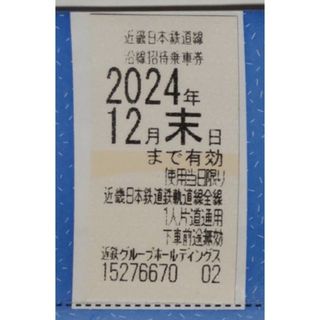 近畿日本鉄道線
沿線招待乗車券
2024年
12月末日
まで有効
使用当日限り
近畿日本鉄道鉄軌道線全線
1人片道通用
下車前途無効
近鉄グループホールディングス
15276670 02